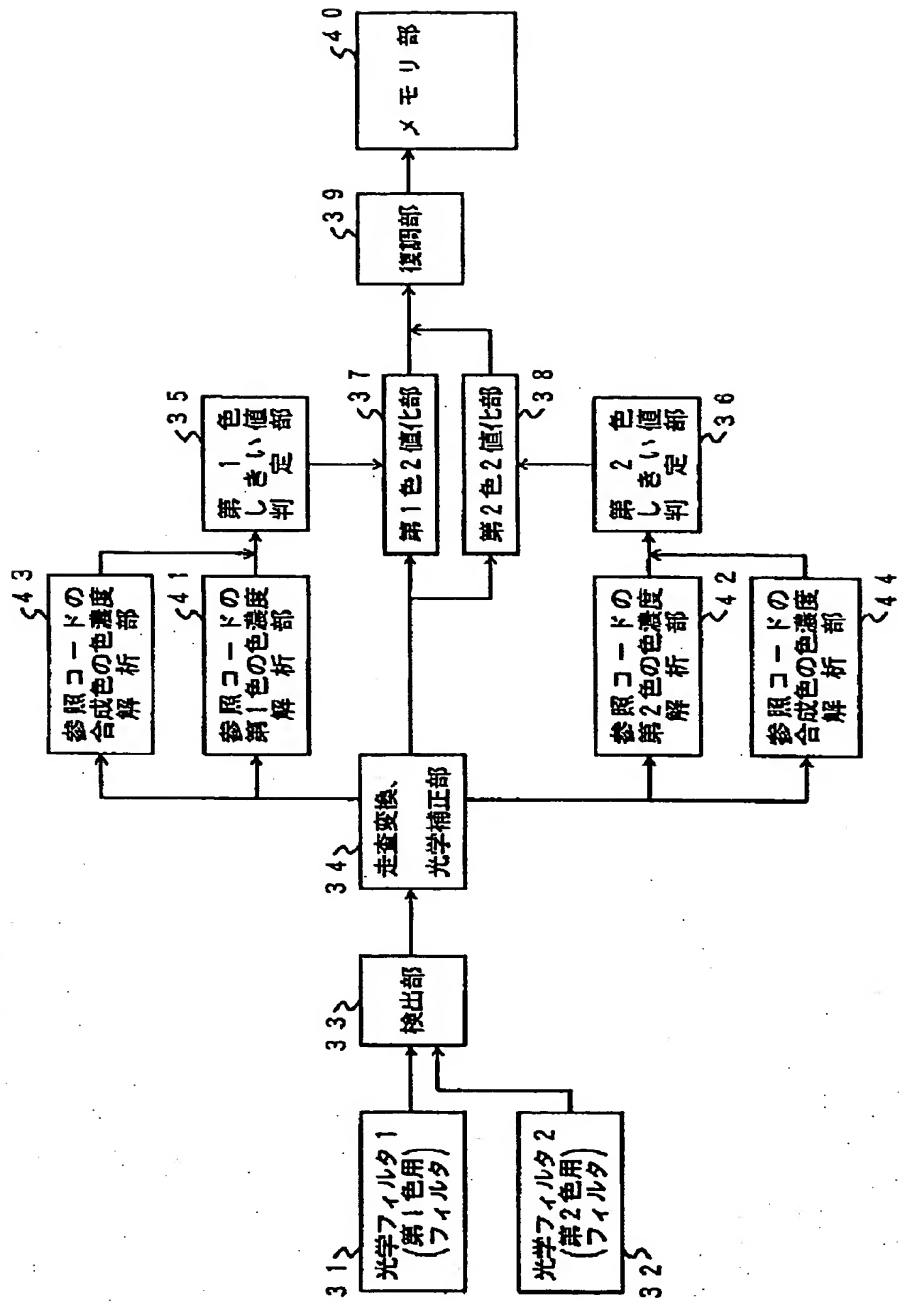 31
光学フィルタ1
(第1色用)
(フィルタ)
光学フィルタ2
(第2色用)
(フィルタ)
32
33
検出部
34
走査変換、
光学補正部
43
参照コードの
合成色の色濃度
解析部
41
参照コードの
第1色の色濃度
解析部
参照コードの
第2色の色濃度
解析部
42
参照コードの
合成色の色濃度
解析部
44
35
第1色
しきい値
判定部
37
第1色2値化部
第2色2値化部
38
第2色
しきい値
判定部
36
39
復調部
40
メモリ部